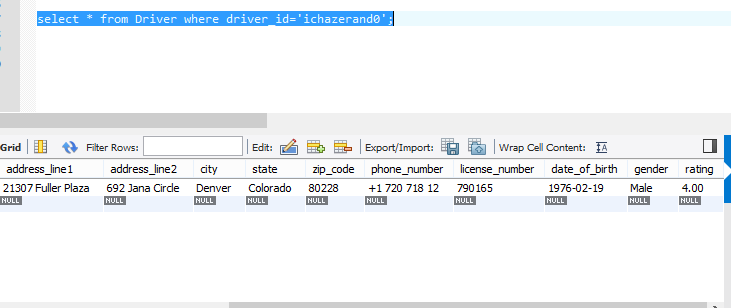 select * from Driver where driver_id='ichazerand0';
Grid Filter Rows: Edit: Export/Import: Wrap Cell Content:
address_line1 address_line2 city state zip_code phone_number license_number date_of_birth gender rating
21307 Fuller Plaza 692 Jana Circle Denver Colorado 80228 +1 720 718 12 790165 1976-02-19 Male 4.00
NULL NULL NULL NULL NULL NULL NULL NULL NULL NULL